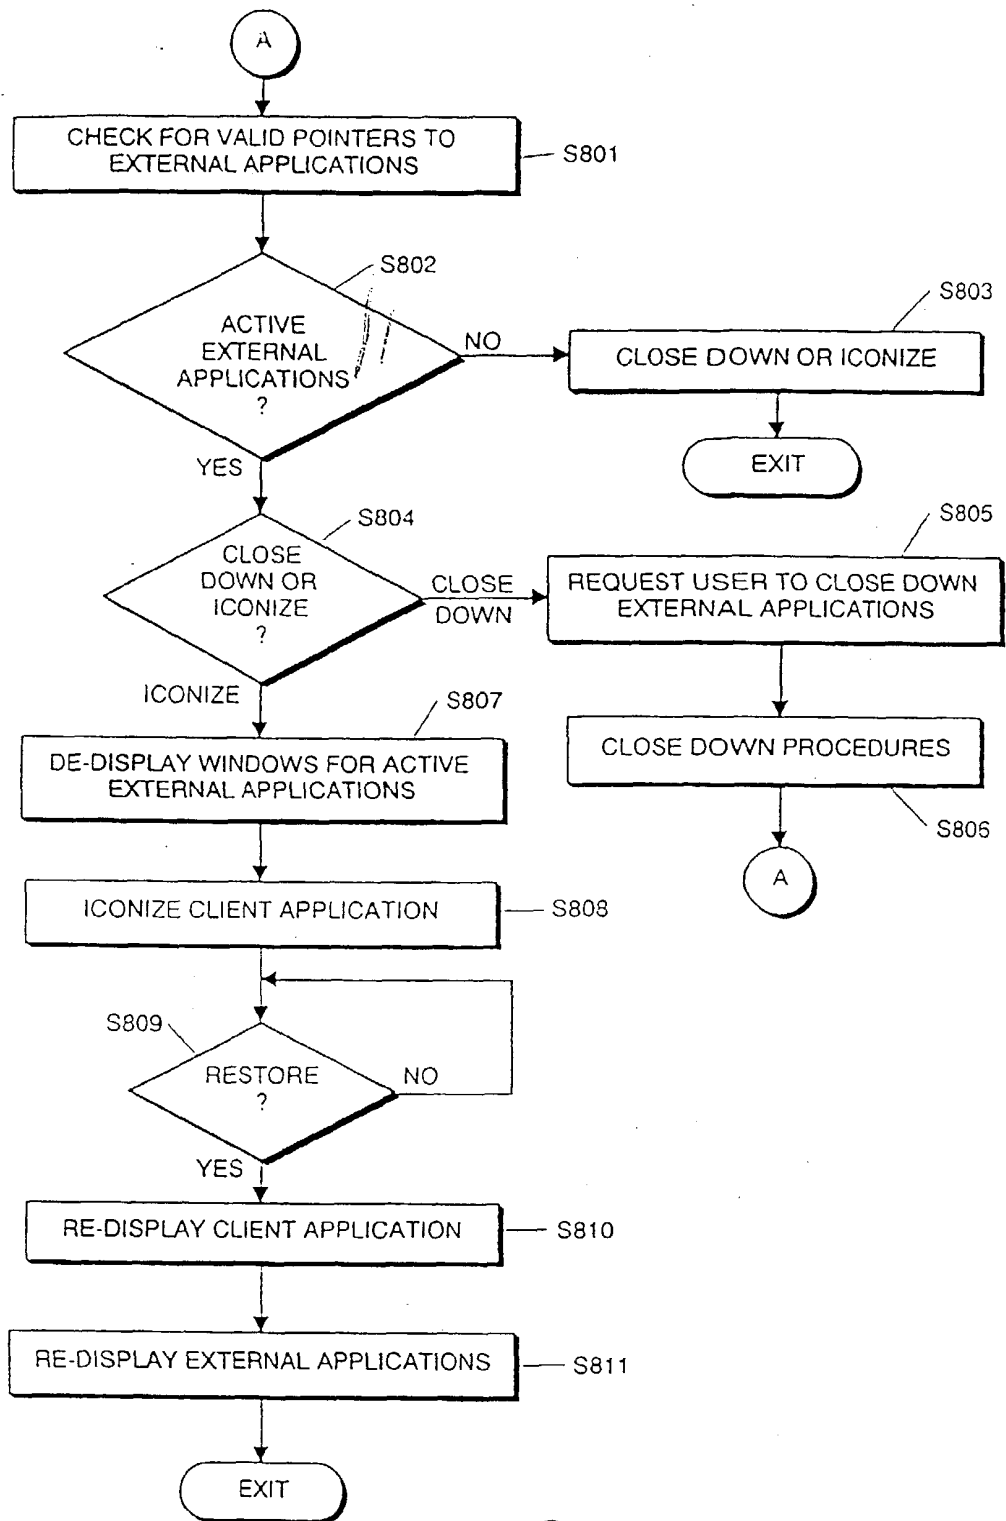 A
CHECK FOR VALID POINTERS TO
EXTERNAL APPLICATIONS
S801
S802
ACTIVE
EXTERNAL
APPLICATIONS
?
NO
S803
CLOSE DOWN OR ICONIZE
EXIT
YES
S804
CLOSE
DOWN OR
ICONIZE
?
CLOSE
DOWN
S805
REQUEST USER TO CLOSE DOWN
EXTERNAL APPLICATIONS
ICONIZE
S807
DE-DISPLAY WINDOWS FOR ACTIVE
EXTERNAL APPLICATIONS
CLOSE DOWN PROCEDURES
S806
A
ICONIZE CLIENT APPLICATION
S808
S809
RESTORE
?
NO
YES
RE-DISPLAY CLIENT APPLICATION
S810
RE-DISPLAY EXTERNAL APPLICATIONS
S811
EXIT